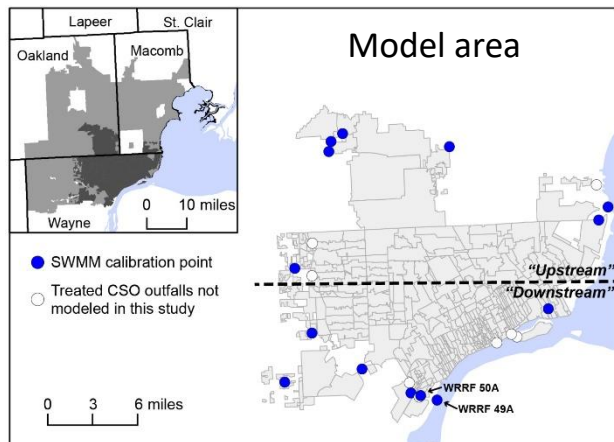 Model area
Lapeer
St. Clair
Oakland
Macomb
Wayne
0 10 miles
SWMM calibration point
Treated CSO outfalls not
modeled in this study
0 3 6 miles
“Upstream”
“Downstream”
WRRF 50A
WRRF 49A